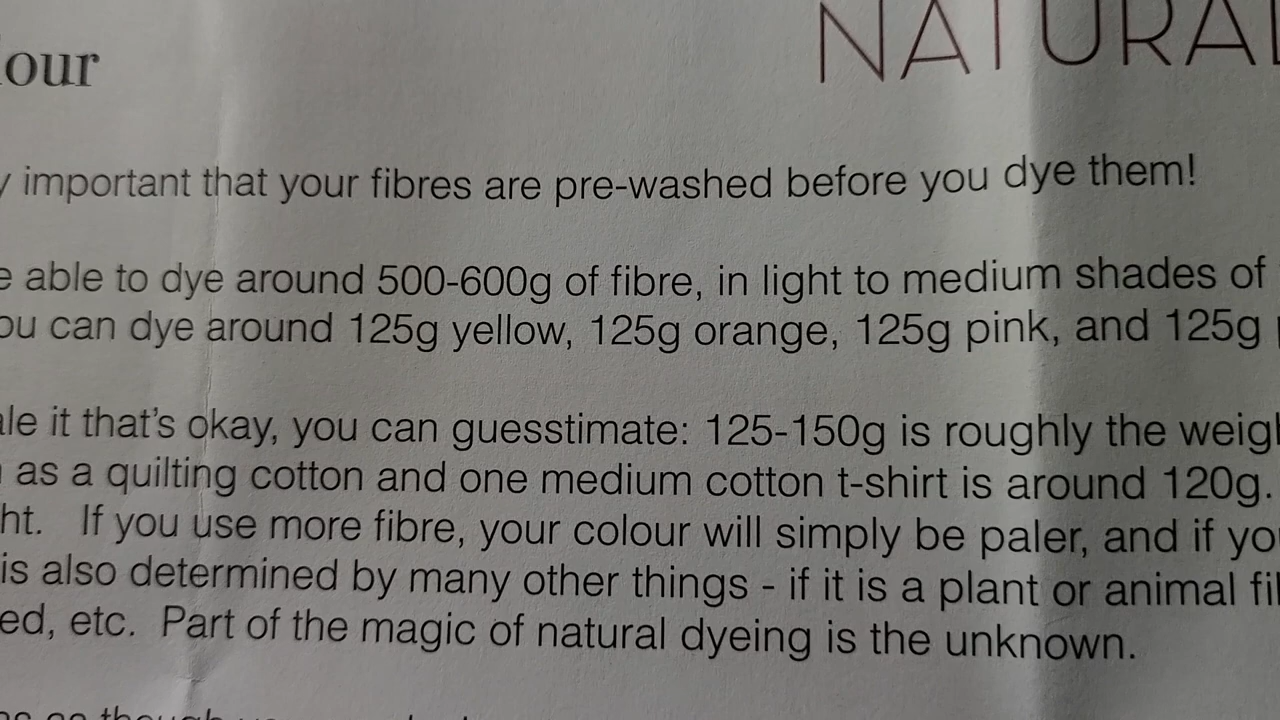 our
NATURAL
important that your fibres are pre-washed before you dye them!
able to dye around 500-600g of fibre, in light to medium shades of
ou can dye around 125g yellow, 125g orange, 125g pink, and 125g
ale it that's okay, you can guesstimate: 125-150g is roughly the weigh
as a quilting cotton and one medium cotton t-shirt is around 120g.
ht. If you use more fibre, your colour will simply be paler, and if yo
is also determined by many other things - if it is a plant or animal fi
ed, etc. Part of the magic of natural dyeing is the unknown.